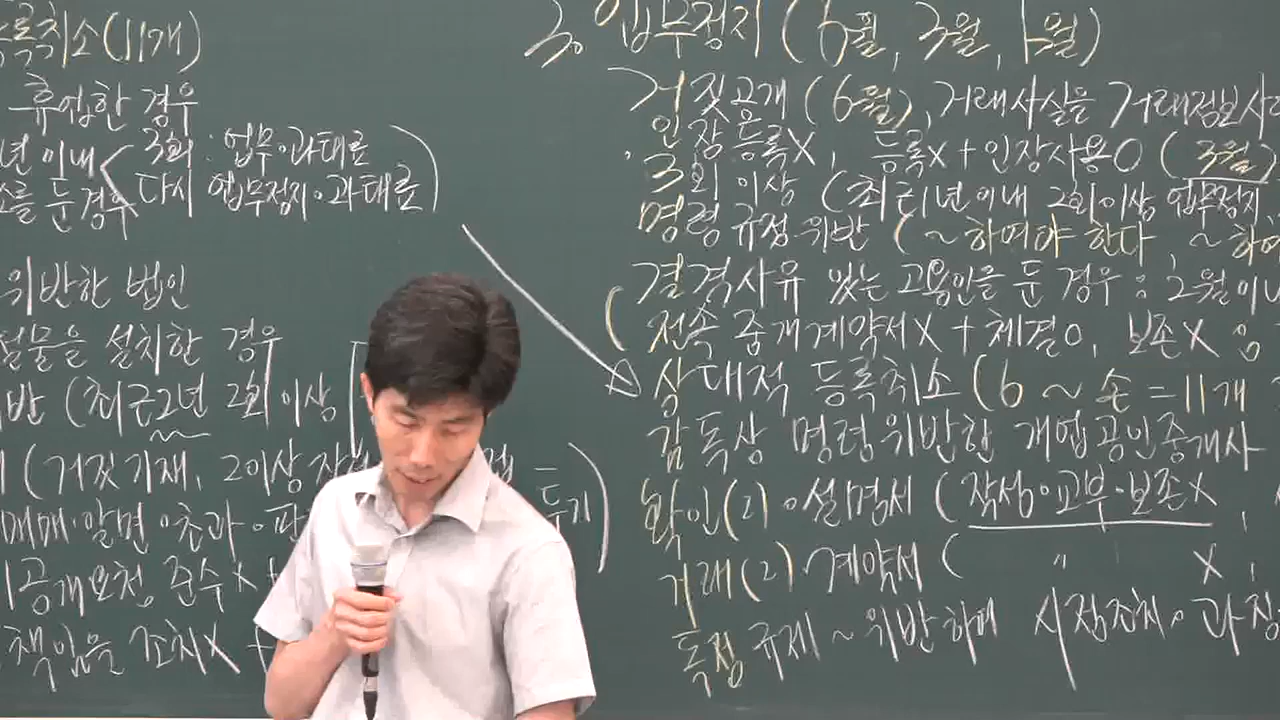 록취소(11개)
휴업한 경우
년 이내 3회 : 업무·과태료
소를 둔 경우 다시 업무정지·과태료
위반한 법인
설물을 설치한 경우
반 (최근2년 2회 이상
(거짓기재, 2이상
매매·알면·초과·
공개요청 준수X
책임을 조치X
3. 업무정지 (6월, 3월, 1월)
거짓공개 (6월), 거래사실을 거래정보사
인장등록X, 등록X+인장사용O (3월)
3회 이상 (최근1년 이내 2회이상 업무정지,
명령 규정·위반 (~하여야 한다, ~하여
결격사유 있는 고용인을 둔 경우 : 2월 이
전속 중개계약서X + 체결O, 보존X
상대적 등록취소 (6 ~ 손 = 11개
감독상 명령위반한 개업공인중개사
확인(2)·설명서 (작성·교부·보존X,
거래(2) 계약서 ( " X,
독점규제 ~ 위반하여 시정조치·과징